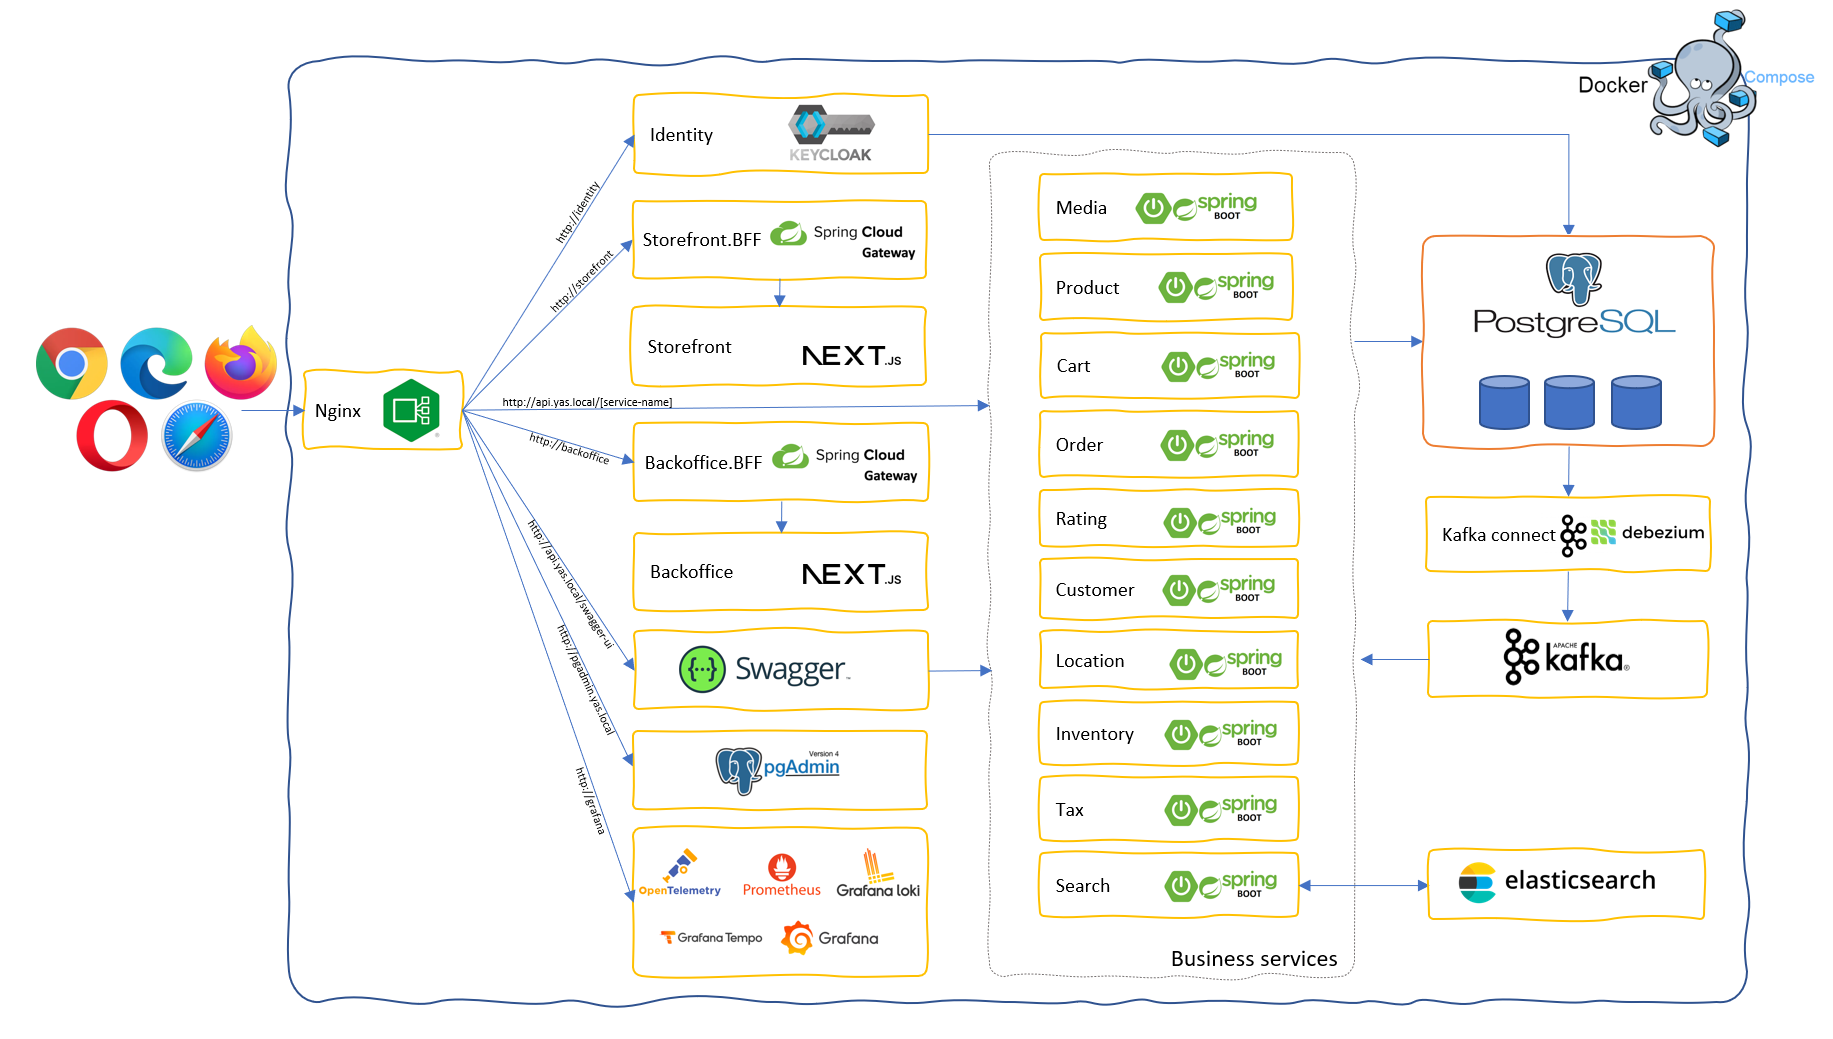 Docker
Compose
Identity
KEYCLOAK
http://identity
Storefront.BFF
Spring Cloud
Gateway
http://storefront
Storefront
NEXT.JS
Nginx
http://api.yas.local/[service-name]
http://backoffice
Backoffice.BFF
Spring Cloud
Gateway
Backoffice
NEXT.JS
http://api.yas.local/swagger-ui
Swagger
http://pgadmin.yas.local
Version 4
pgAdmin
http://grafana
OpenTelemetry
Prometheus
Grafana loki
Grafana Tempo
Grafana
Media
spring
BOOT
Product
spring
BOOT
Cart
spring
BOOT
Order
spring
BOOT
Rating
spring
BOOT
Customer
spring
BOOT
Location
spring
BOOT
Inventory
spring
BOOT
Tax
spring
BOOT
Search
spring
BOOT
Business services
PostgreSQL
Kafka connect
debezium
APACHE
kafka®
elasticsearch